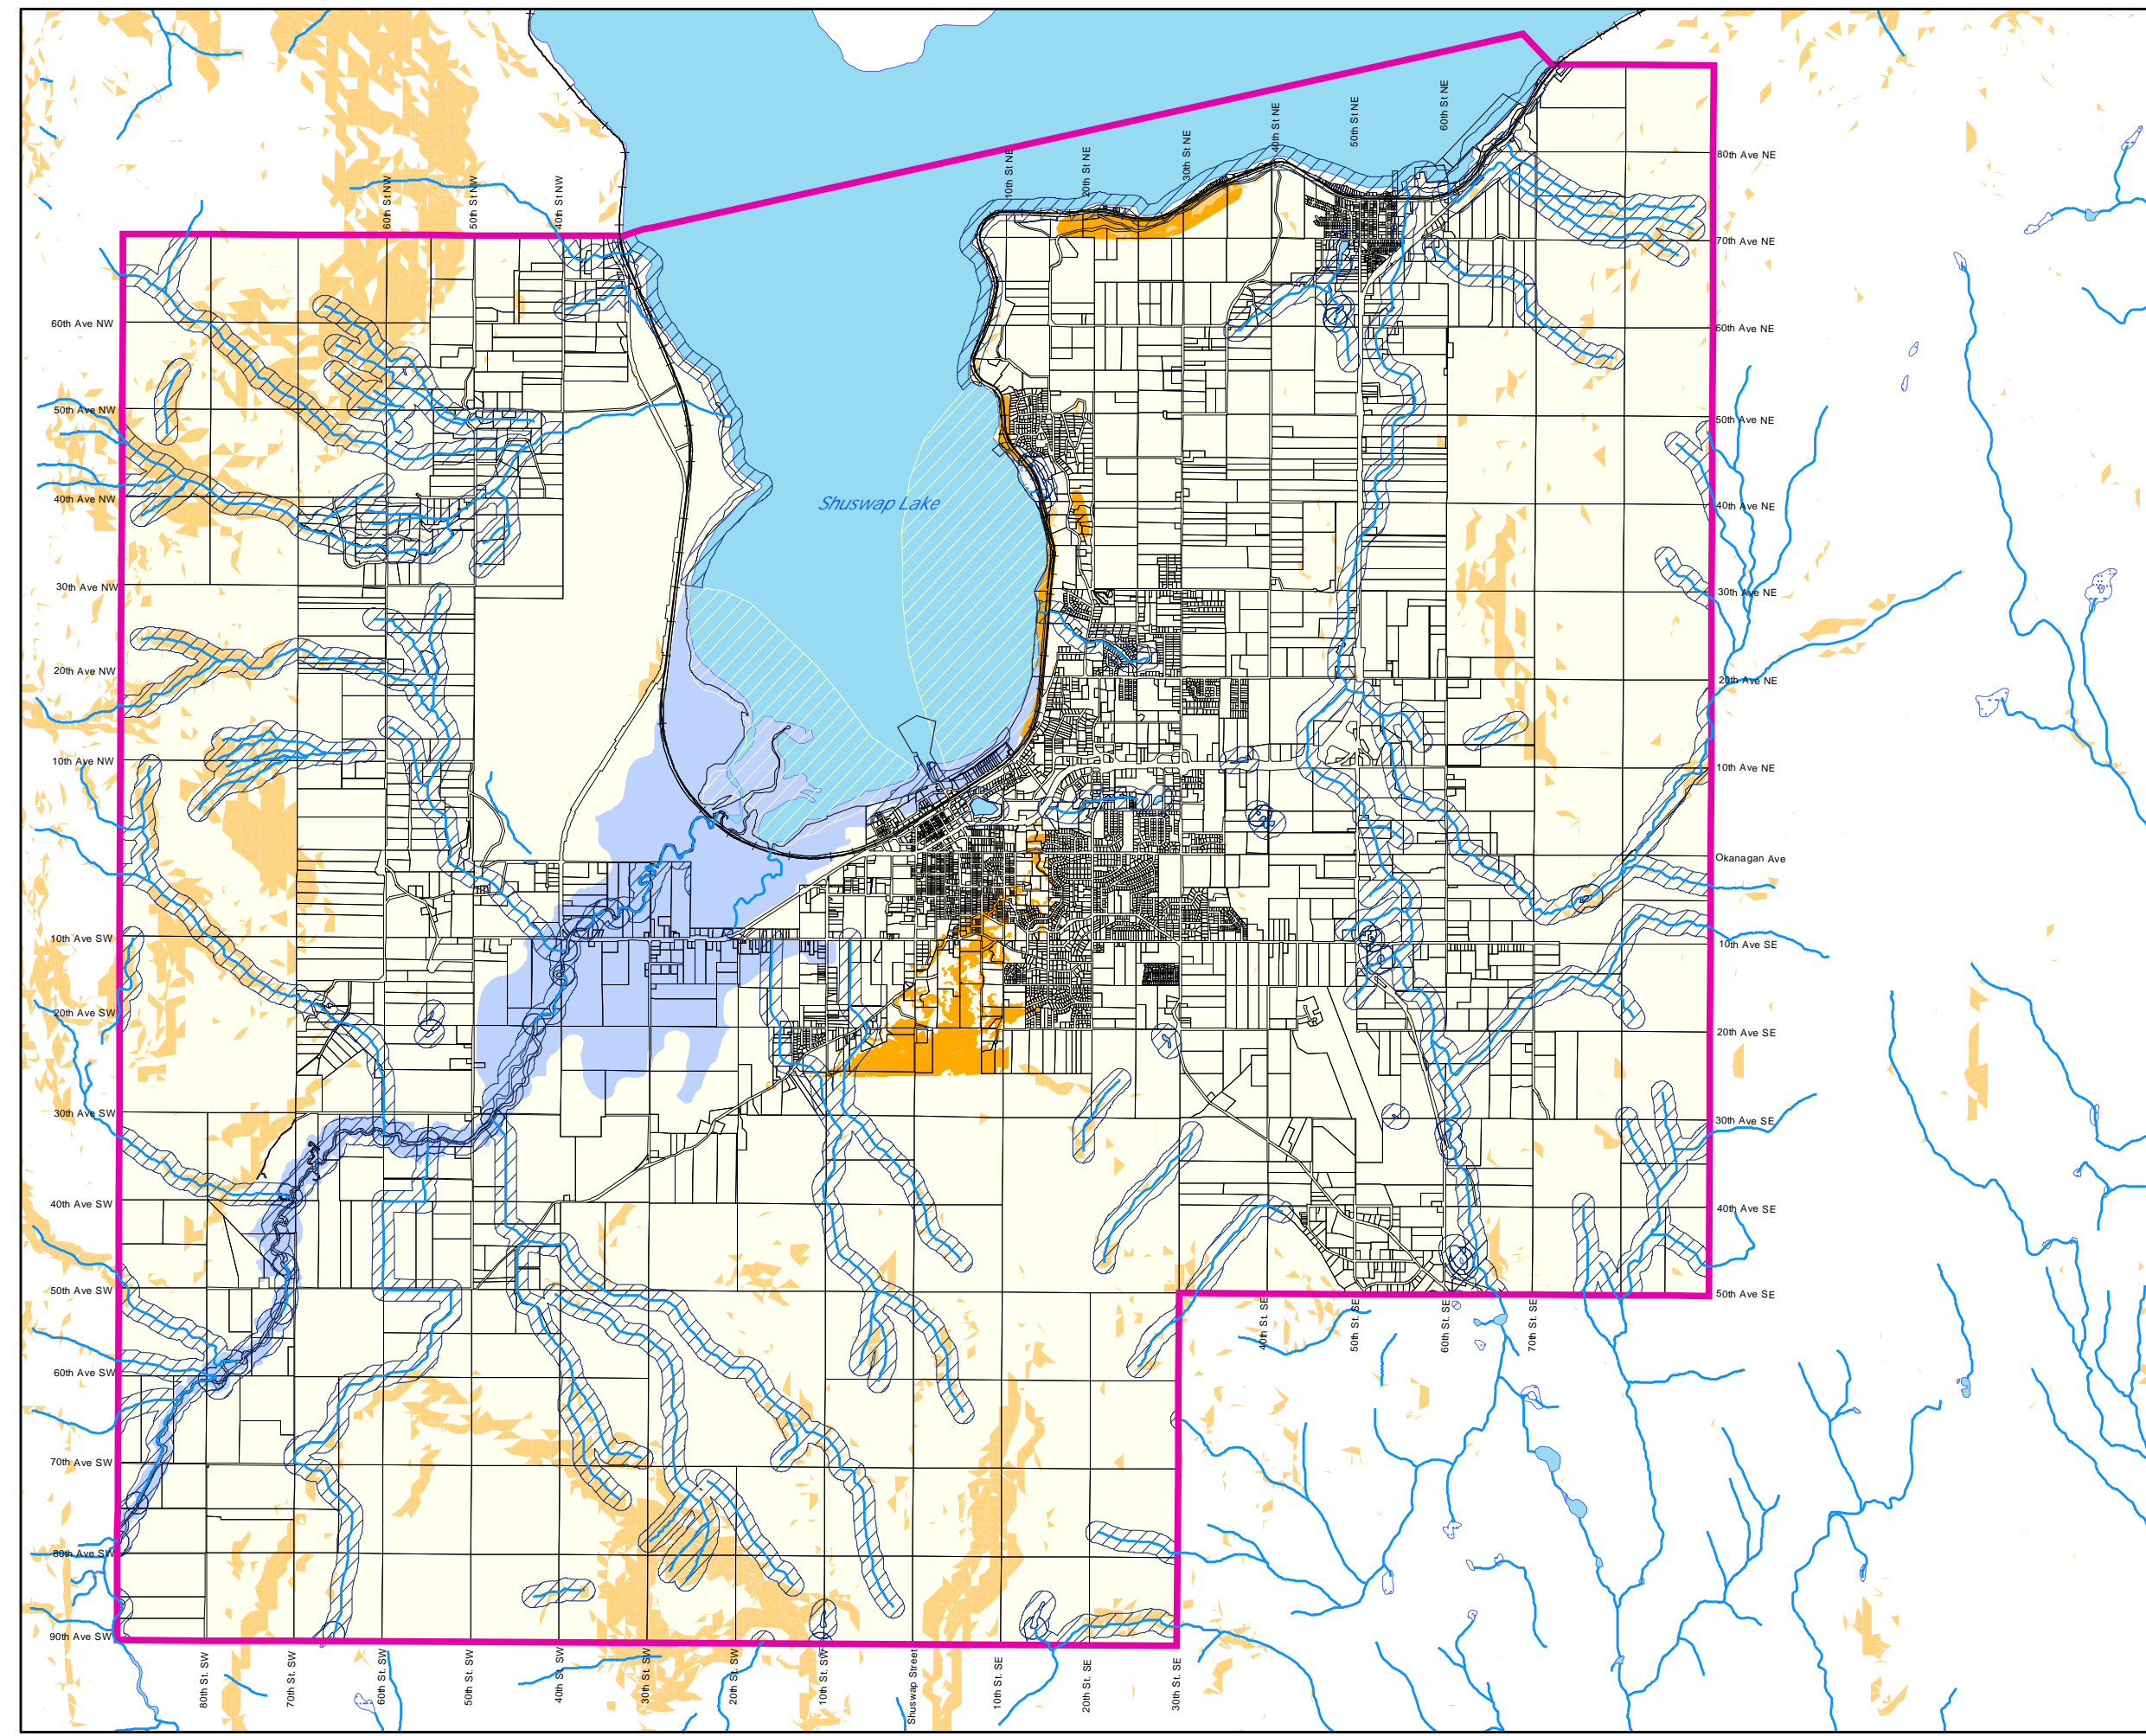 60th St NE
50th St NE
40th St NE
30th St NE
20th St NE
10th St NE
60th St NW
50th St NW
40th St NW
80th Ave NE
70th Ave NE
60th Ave NW
60th Ave NE
50th Ave NW
50th Ave NE
40th Ave NW
Shuswap Lake
40th Ave NE
30th Ave NW
30th Ave NE
20th Ave NW
20th Ave NE
10th Ave NW
10th Ave NE
Okanagan Ave
10th Ave SW
10th Ave SE
20th Ave SW
20th Ave SE
30th Ave SW
30th Ave SE
40th Ave SW
40th Ave SE
50th Ave SW
50th Ave SE
40th St. SE
50th St. SE
60th St. SE
70th St. SE
60th Ave SW
70th Ave SW
80th Ave SW
90th Ave SW
80th St. SW
70th St. SW
60th St. SW
50th St. SW
40th St. SW
30th St. SW
20th St. SW
10th St. SW
Shuswap Street
10th St. SE
20th St. SE
30th St. SE